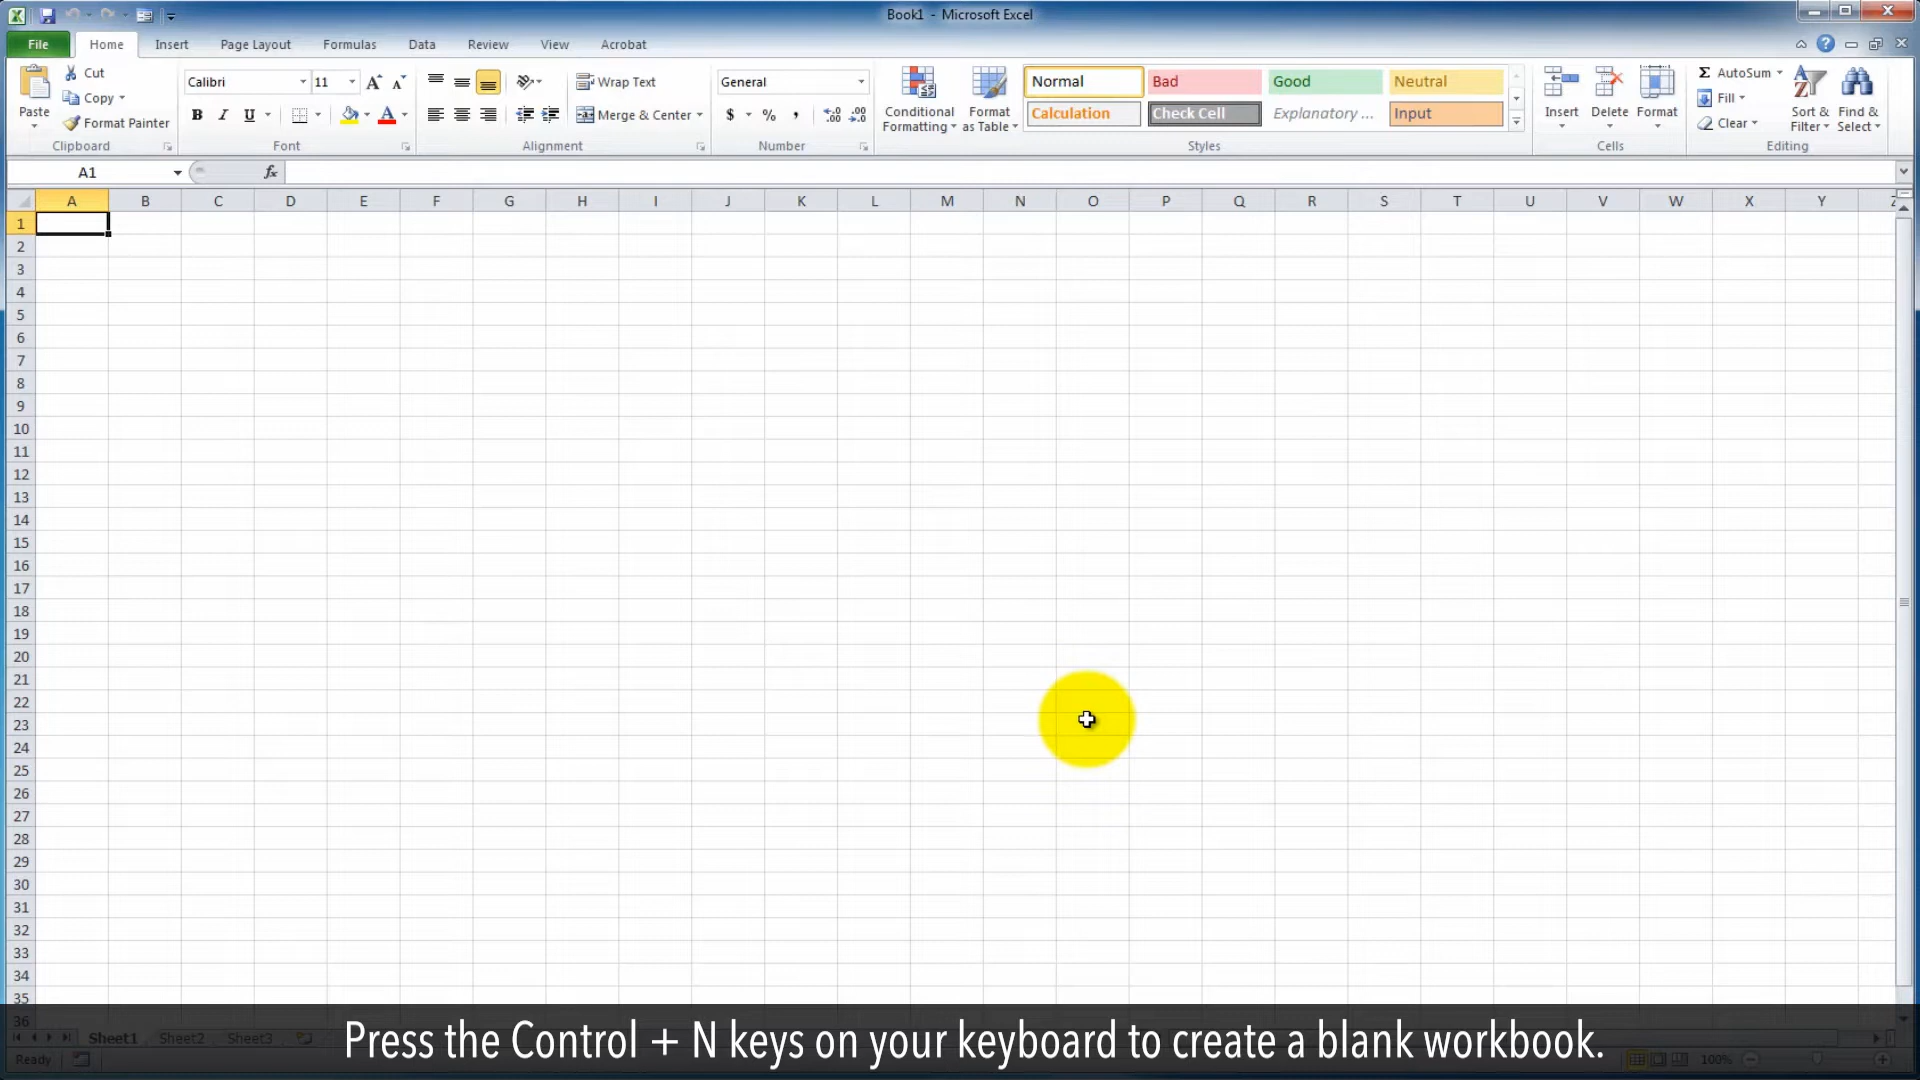 Book1 - Microsoft Excel
File Home Insert Page Layout Formulas Data Review View Acrobat
Cut
Copy
Format Painter
Paste
Clipboard
Calibri 11
B I U A
Font
Wrap Text
Merge & Center
Alignment
General
$ % ,
Number
Conditional Formatting
Format as Table
Normal Bad Good Neutral
Calculation Check Cell Explanatory ... Input
Styles
Insert Delete Format
Cells
Σ AutoSum
Fill
Clear
Sort & Filter
Find & Select
Editing
A1 fx
A B C D E F G H I J K L M N O P Q R S T U V W X Y
1
2
3
4
5
6
7
8
9
10
11
12
13
14
15
16
17
18
19
20
21
22
23
24
25
26
27
28
29
30
31
32
33
34
35
36
Sheet1 Sheet2 Sheet3
Ready 100%
Press the Control + N keys on your keyboard to create a blank workbook.